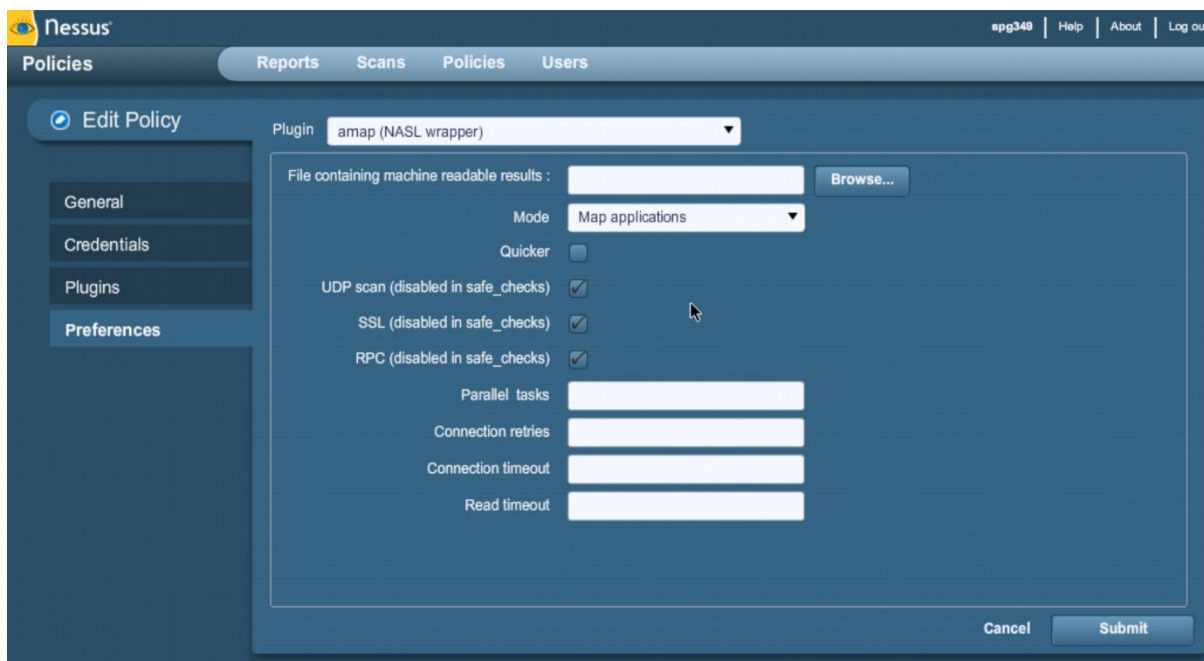 nessus
spg349 | Help | About | Log ou
Policies
Reports Scans Policies Users
Edit Policy
General
Credentials
Plugins
Preferences
Plugin amap (NASL wrapper)
File containing machine readable results : Browse...
Mode Map applications
Quicker
UDP scan (disabled in safe_checks)
SSL (disabled in safe_checks)
RPC (disabled in safe_checks)
Parallel tasks
Connection retries
Connection timeout
Read timeout
Cancel Submit